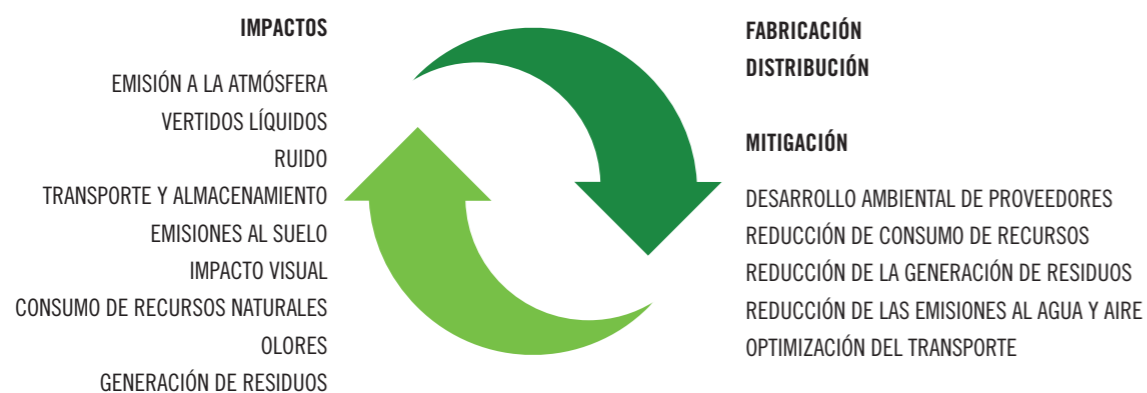 IMPACTOS
EMISIÓN A LA ATMÓSFERA
VERTIDOS LÍQUIDOS
RUIDO
TRANSPORTE Y ALMACENAMIENTO
EMISIONES AL SUELO
IMPACTO VISUAL
CONSUMO DE RECURSOS NATURALES
OLORES
GENERACIÓN DE RESIDUOS
FABRICACIÓN
DISTRIBUCIÓN
MITIGACIÓN
DESARROLLO AMBIENTAL DE PROVEEDORES
REDUCCIÓN DE CONSUMO DE RECURSOS
REDUCCIÓN DE LA GENERACIÓN DE RESIDUOS
REDUCCIÓN DE LAS EMISIONES AL AGUA Y AIRE
OPTIMIZACIÓN DEL TRANSPORTE